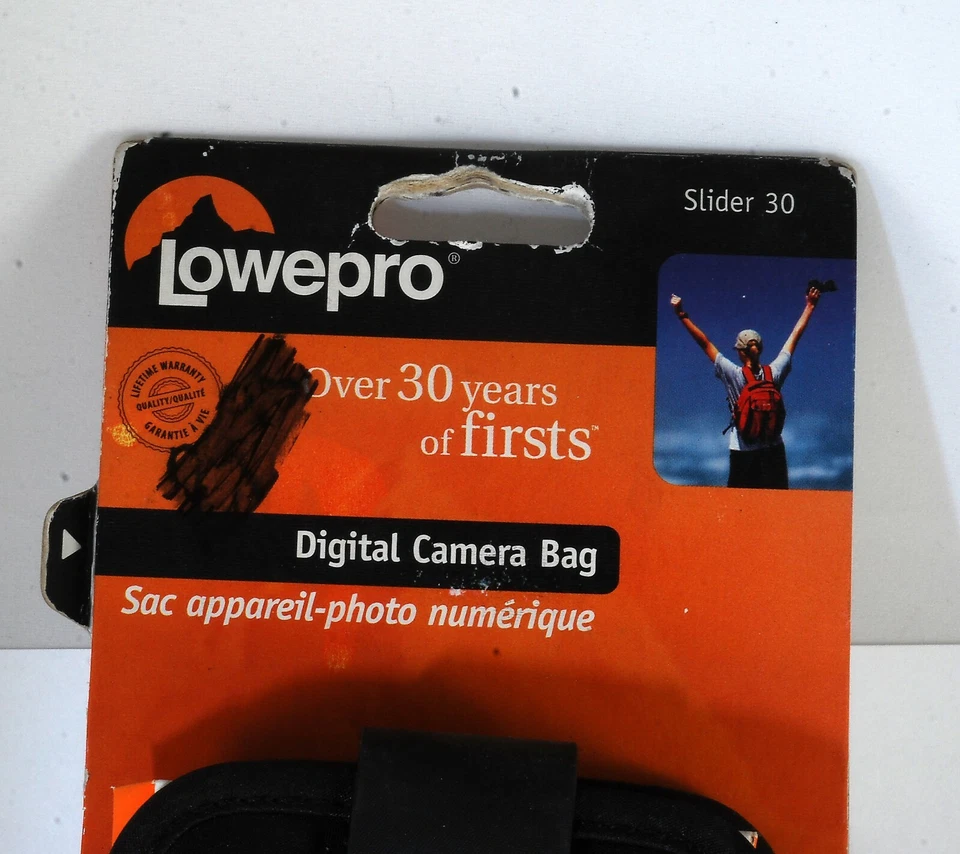 Slider 30
Lowepro®
LIFETIME WARRANTY
QUALITY/QUALITÉ
GARANTIE À VIE
Over 30 years
of firsts™
Digital Camera Bag
Sac appareil-photo numérique